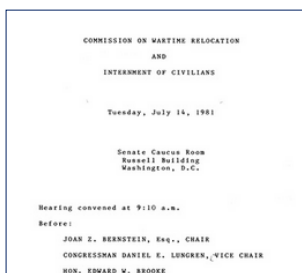 COMMISSION ON WARTIME RELOCATION
AND
INTERNMENT OF CIVILIANS
Tuesday, July 14, 1981
Senate Caucus Room
Russell Building
Washington, D.C.
Hearing convened at 9:10 a.m.
Before:
JOAN Z. BERNSTEIN, Esq., CHAIR
CONGRESSMAN DANIEL E. LUNGREN, VICE CHAIR
HON. EDWARD W. BROOKE